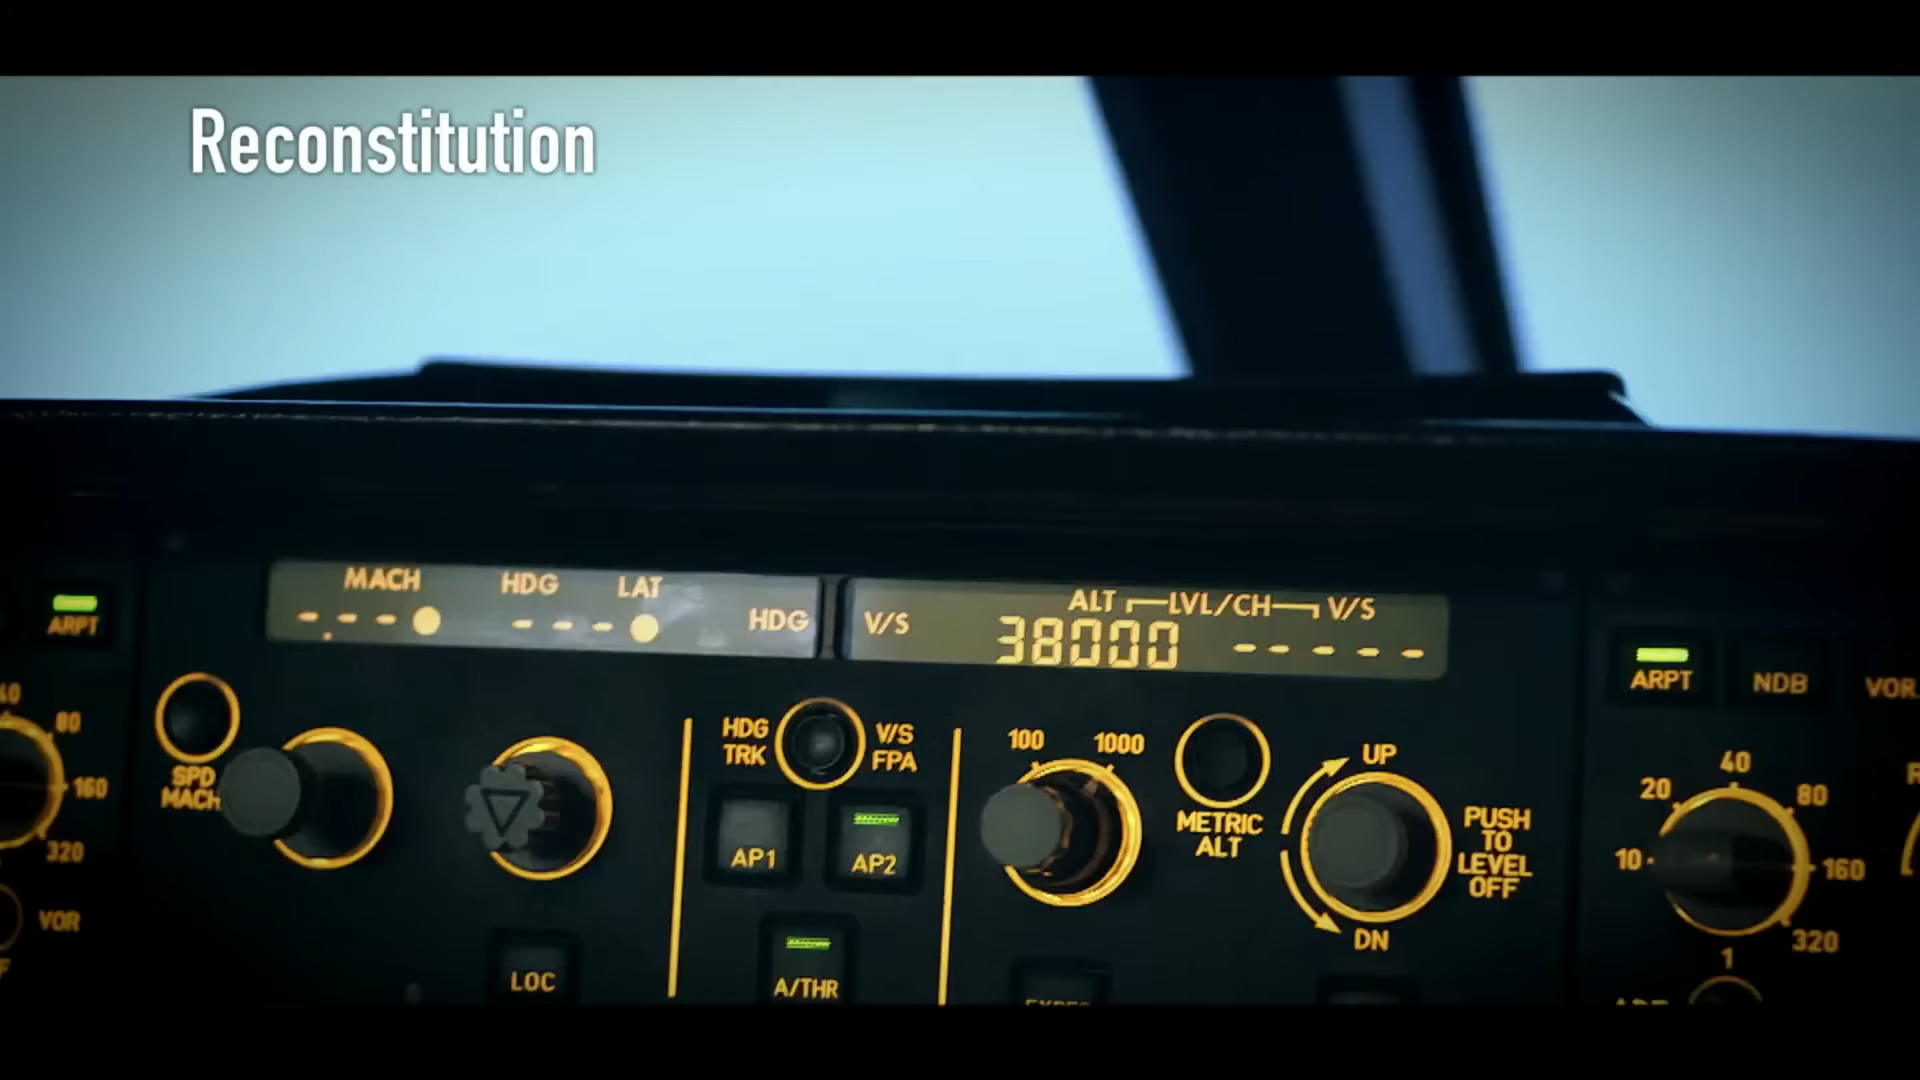 Reconstitution
MACH HDG LAT
- - - - - - HDG
ALT LVL/CH V/S
V/S 38000 - - - - -
ARPT
ARPT NDB VOR
SPD
MACH
80
160
320
VOR
HDG
TRK
V/S
FPA
AP1 AP2
LOC
A/THR
100 1000
METRIC
ALT
UP
DN
PUSH
TO
LEVEL
OFF
10 20 40 80 160 320
1